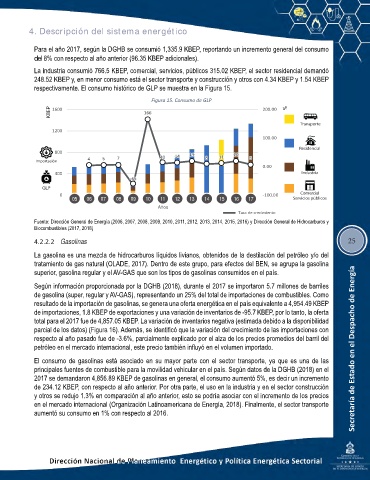 4. Descripción del sistema energético
Para el año 2017, según la DGHB se consumió 1,335.9 KBEP, reportando un incremento general del consumo
del 8% con respecto al año anterior (96.35 KBEP adicionales).
La Industria consumió 766.5 KBEP, comercial, servicios, públicos 315.02 KBEP, el sector residencial demandó
248.52 KBEP y, en menor consumo está el sector transporte y construcción y otros con 4.34 KBEP y 1.54 KBEP
respectivamente. El consumo histórico de GLP se muestra en la Figura 15.
Figura 15. Consumo de GLP
KBEP
1600
1200
800
400
0
200.00
100.00
0.00
-100.00
166
4 5 7
05 06 07 08 09 10 11 12 13 14 15 16 17
Años
Importación
GLP
Transporte
Residencial
Industria
Comercial
Servicios públicos
Tasa de crecimiento
Fuente: Dirección General de Energía (2006, 2007, 2008, 2009, 2010, 2011, 2012, 2013, 2014, 2015, 2016) y Dirección General de Hidrocarburos y
Biocombustibles (2017, 2018).
4.2.2.2 Gasolinas
La gasolina es una mezcla de hidrocarburos líquidos livianos, obtenidos de la destilación del petróleo y/o del
tratamiento de gas natural (OLADE, 2017). Dentro de este grupo, para efectos del BEN, se agrupa la gasolina
superior, gasolina regular y el AV-GAS que son los tipos de gasolinas consumidos en el país.
Según información proporcionada por la DGHB (2018), durante el 2017 se importaron 5.7 millones de barriles
de gasolina (super, regular y AV-GAS), representando un 25% del total de importaciones de combustibles. Como
resultado de la importación de gasolinas, se genera una oferta energética en el país equivalente a 4,954.49 KBEP
de importaciones, 1.8 KBEP de exportaciones y una variación de inventarios de -95.7 KBEP, por lo tanto, la oferta
total para el 2017 fue de 4,857.05 KBEP. La variación de inventarios negativa (estimada debido a la disponibilidad
parcial de los datos) (Figura 16). Además, se identificó que la variación del crecimiento de las importaciones con
respecto al año pasado fue de -3.6%, parcialmente explicado por el alza de los precios promedios del barril del
petróleo en el mercado internacional, este precio también influyó en el volumen importado.
El consumo de gasolinas está asociado en su mayor parte con el sector transporte, ya que es una de las
principales fuentes de combustible para la movilidad vehicular en el país. Según datos de la DGHB (2018) en el
2017 se demandaron 4,856.89 KBEP de gasolinas en general, el consumo aumentó 5%, es decir un incremento
de 234.12 KBEP, con respecto al año anterior. Por otra parte, el uso en la industria y en el sector construcción
y otros se redujo 1.3% en comparación al año anterior, esto se podría asociar con el incremento de los precios
en el mercado internacional (Organización Latinoamericana de Energía, 2018). Finalmente, el sector transporte
aumentó su consumo en 1% con respecto al 2016.
25
Secretaría de Estado en el Despacho de Energía
Dirección Nacional de Planeamiento Energético y Política Energética Sectorial